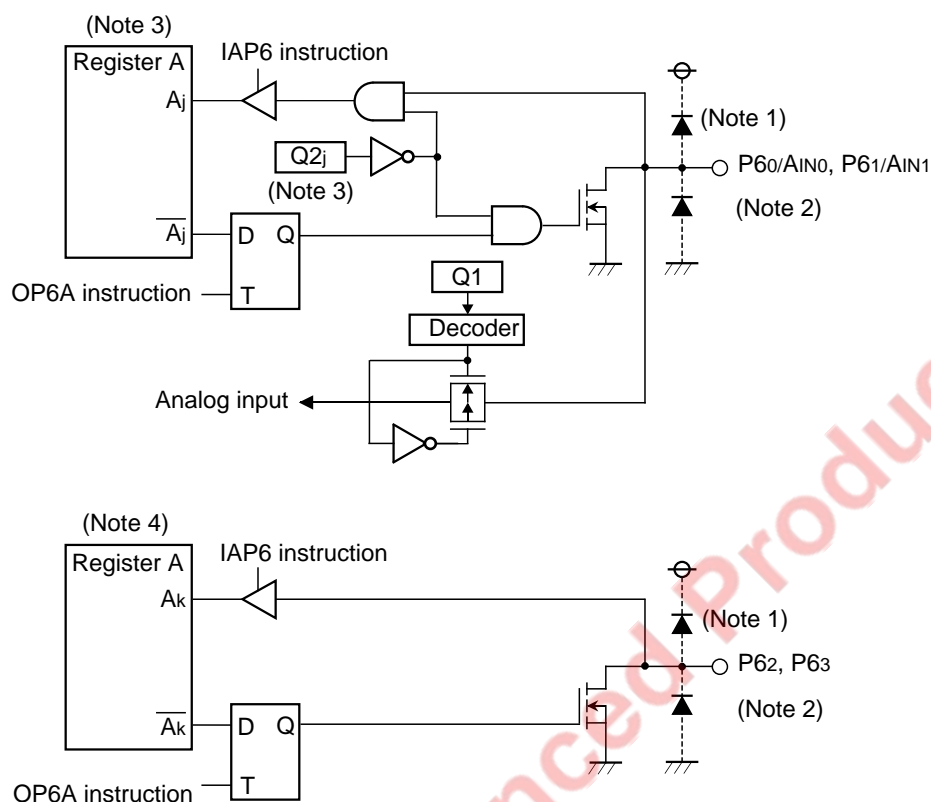 (Note 3)
Register A
IAP6 instruction
Aj
Q2j
(Note 3)
(Note 1)
P60/AIN0, P61/AIN1
(Note 2)
Aj
D Q
T
OP6A instruction
Q1
Decoder
Analog input
(Note 4)
Register A
IAP6 instruction
Ak
(Note 1)
P62, P63
(Note 2)
Ak
D Q
T
OP6A instruction
nced Produc